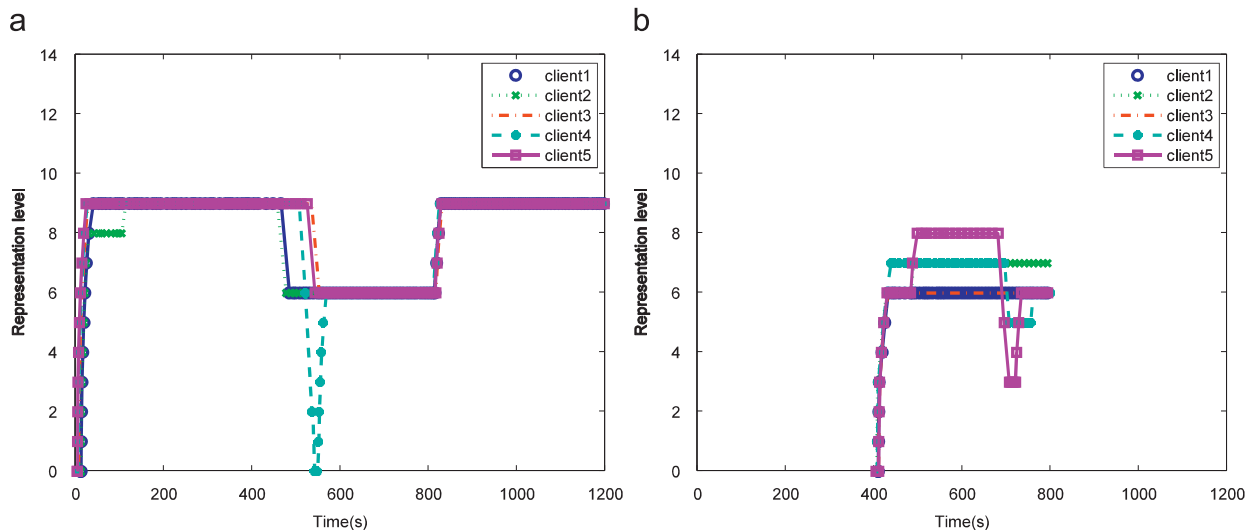 a
14
12
10
8
6
4
2
0
Representation level
0 200 400 600 800 1000 1200
Time(s)
client1
client2
client3
client4
client5
b
14
12
10
8
6
4
2
0
Representation level
0 200 400 600 800 1000 1200
Time(s)
client1
client2
client3
client4
client5